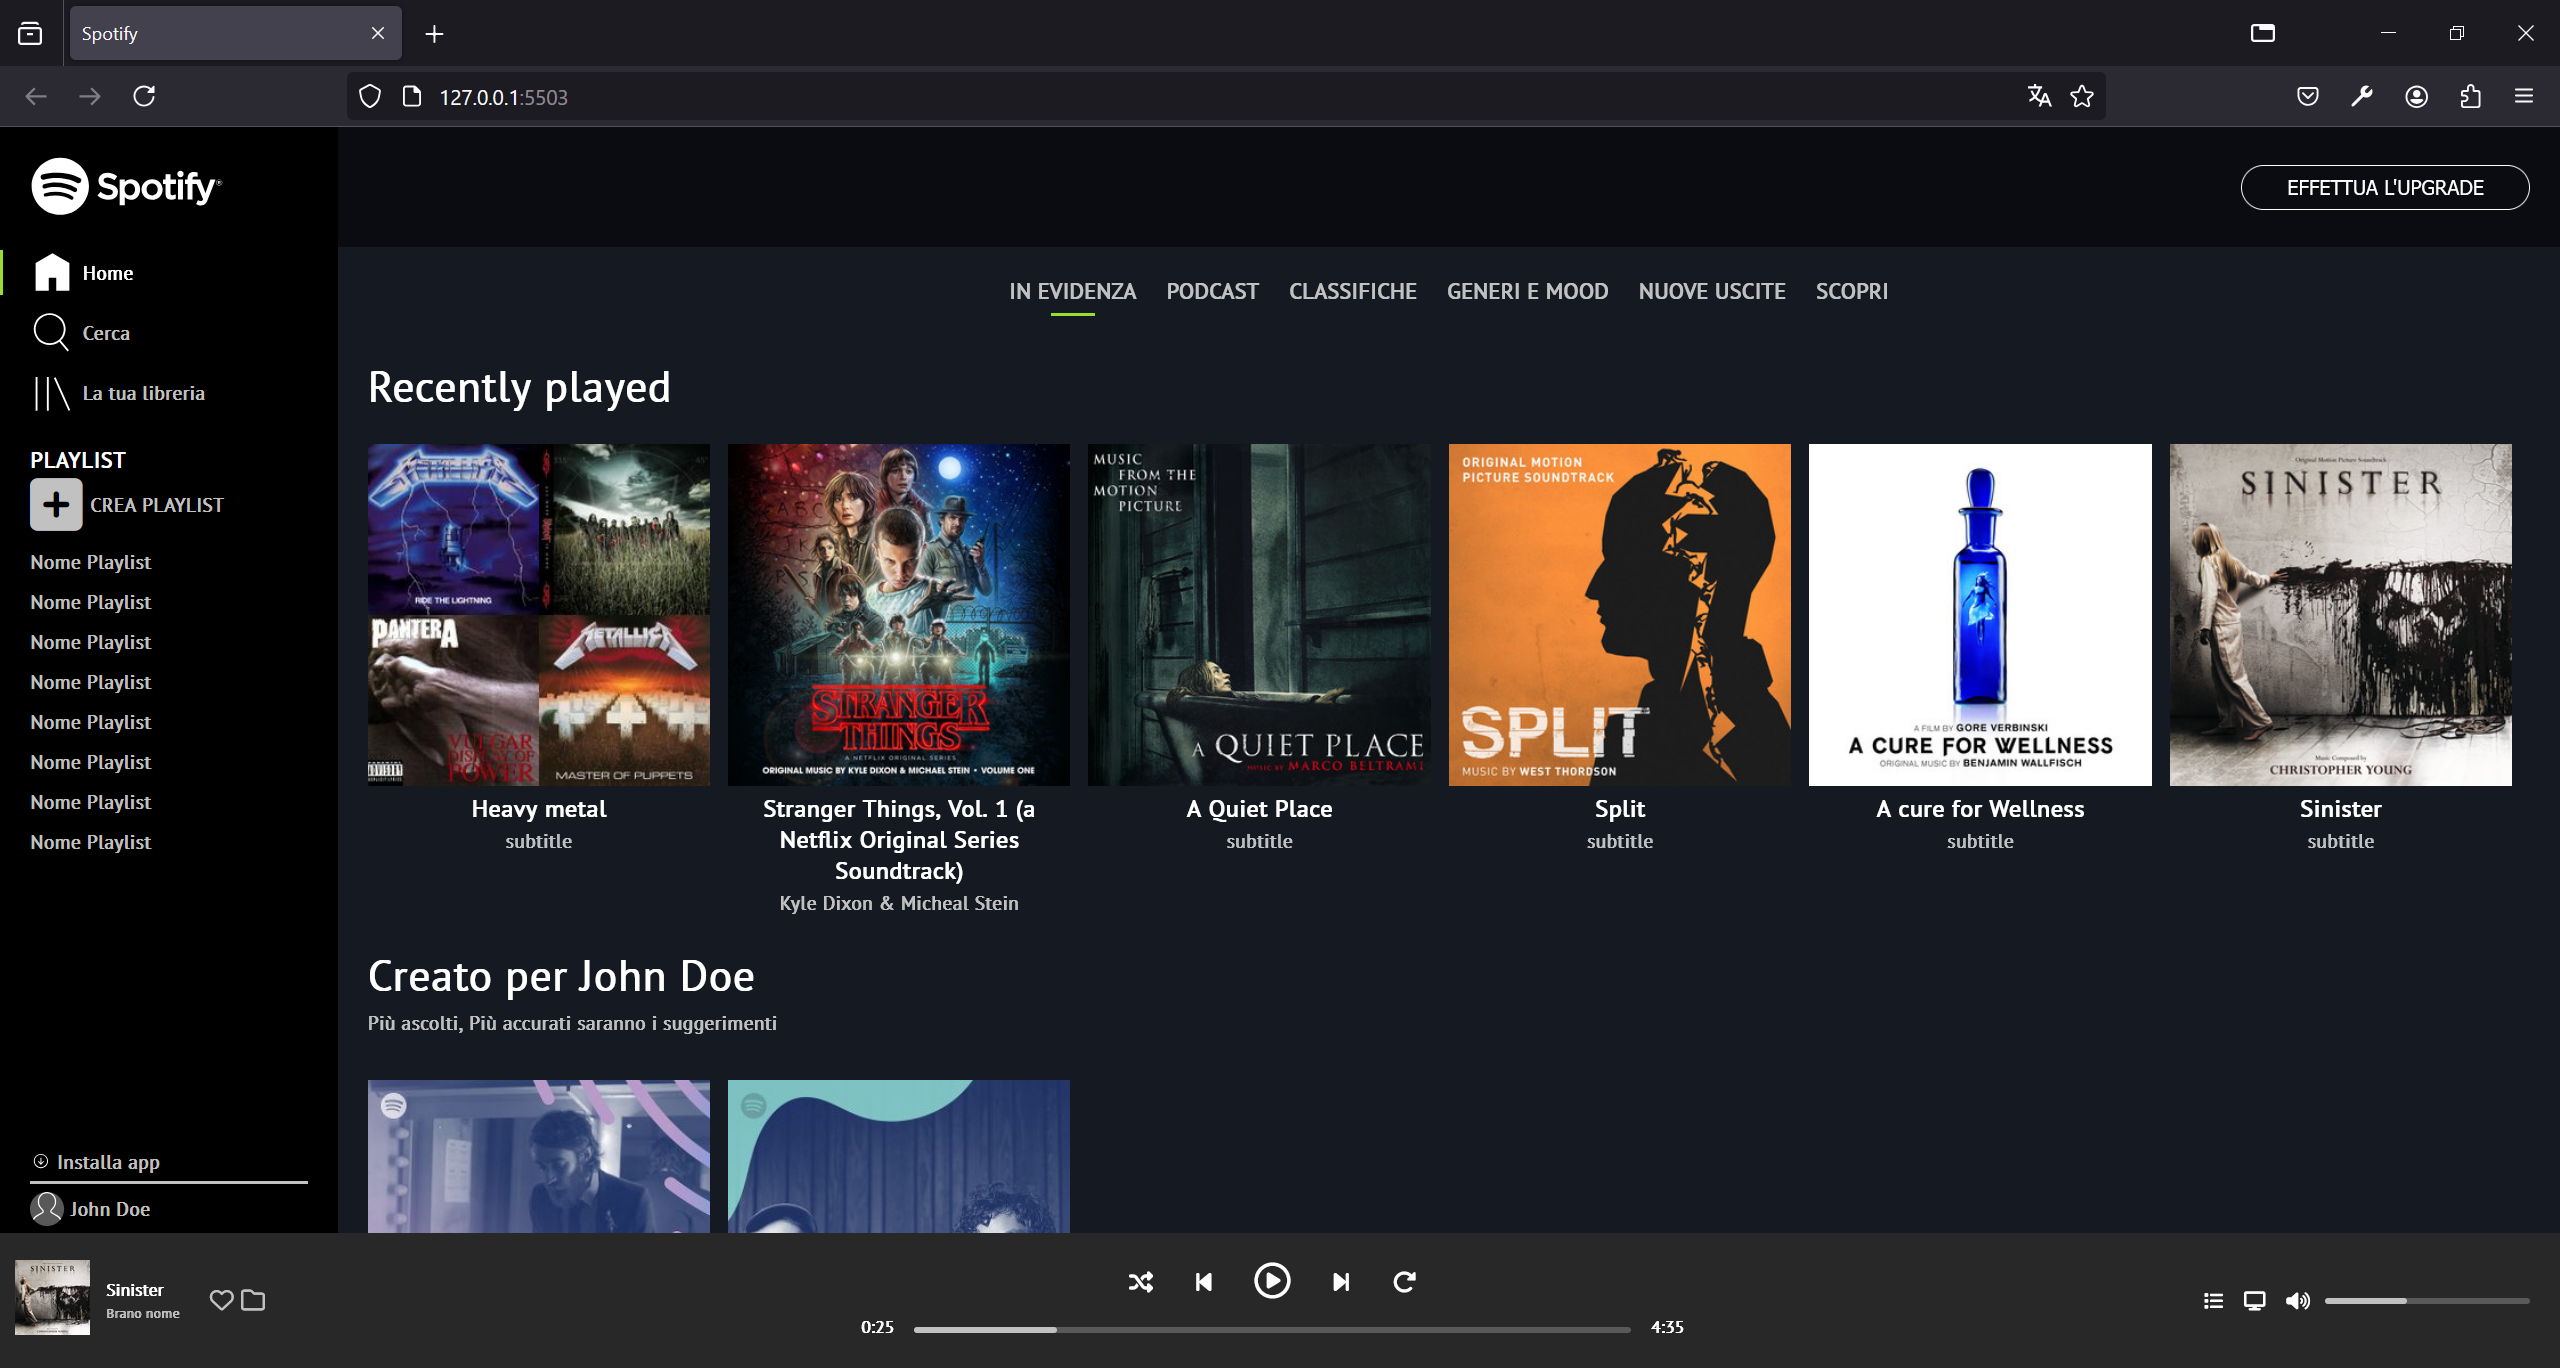 Spotify
127.0.0.1:5503
Spotify
EFFETTUA L'UPGRADE
Home
Cerca
La tua libreria
PLAYLIST
CREA PLAYLIST
Nome Playlist
Nome Playlist
Nome Playlist
Nome Playlist
Nome Playlist
Nome Playlist
Nome Playlist
Nome Playlist
Installa app
John Doe
IN EVIDENZA PODCAST CLASSIFICHE GENERI E MOOD NUOVE USCITE SCOPRI
Recently played
METALLICA
RIDE THE LIGHTNING
PANTERA
VULGAR
DISPLAY OF
POWER
METALLICA
MASTER OF PUPPETS
Heavy metal
subtitle
STRANGER
THINGS
A NETFLIX ORIGINAL SERIES
ORIGINAL MUSIC BY KYLE DIXON & MICHAEL STEIN • VOLUME ONE
Stranger Things, Vol. 1 (a
Netflix Original Series
Soundtrack)
Kyle Dixon & Micheal Stein
MUSIC
FROM THE
MOTION
PICTURE
A QUIET PLACE
MUSIC BY MARCO BELTRAMI
A Quiet Place
subtitle
ORIGINAL MOTION
PICTURE SOUNDTRACK
SPLIT
MUSIC BY WEST THORDSON
Split
subtitle
A FILM BY GORE VERBINSKI
A CURE FOR WELLNESS
ORIGINAL MUSIC BY BENJAMIN WALLFISCH
A cure for Wellness
subtitle
Original Motion Picture Soundtrack
SINISTER
Music Composed by
CHRISTOPHER YOUNG
Sinister
subtitle
Creato per John Doe
Più ascolti, Più accurati saranno i suggerimenti
SINISTER
Sinister
Brano nome
0:25
4:35